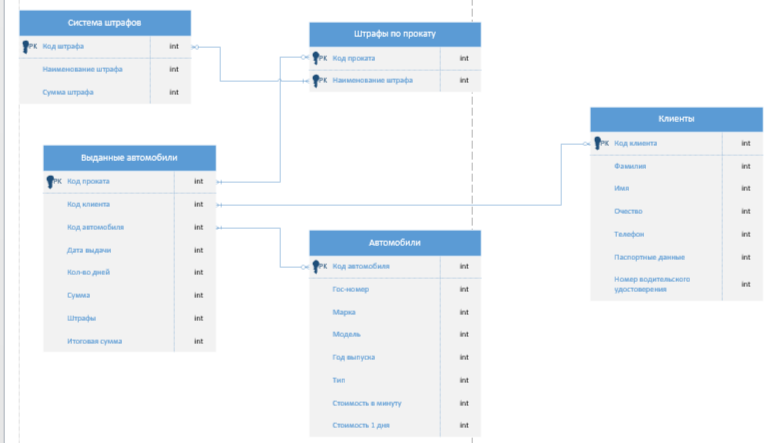 Система штрафов
PK Код штрафа int
Наименование штрафа int
Сумма штрафа int
Штрафы по прокату
PK Код проката int
PK Наименование штрафа int
Клиенты
PK Код клиента int
Фамилия int
Имя int
Очество int
Телефон int
Паспортные данные int
Номер водительского
удостоверения int
Выданные автомобили
PK Код проката int
Код клиента int
Код автомобиля int
Дата выдачи int
Кол-во дней int
Сумма int
Штрафы int
Итоговая сумма int
Автомобили
PK Код автомобиля int
Гос-номер int
Марка int
Модель int
Год выпуска int
Тип int
Стоимость в минуту int
Стоимость 1 дня int